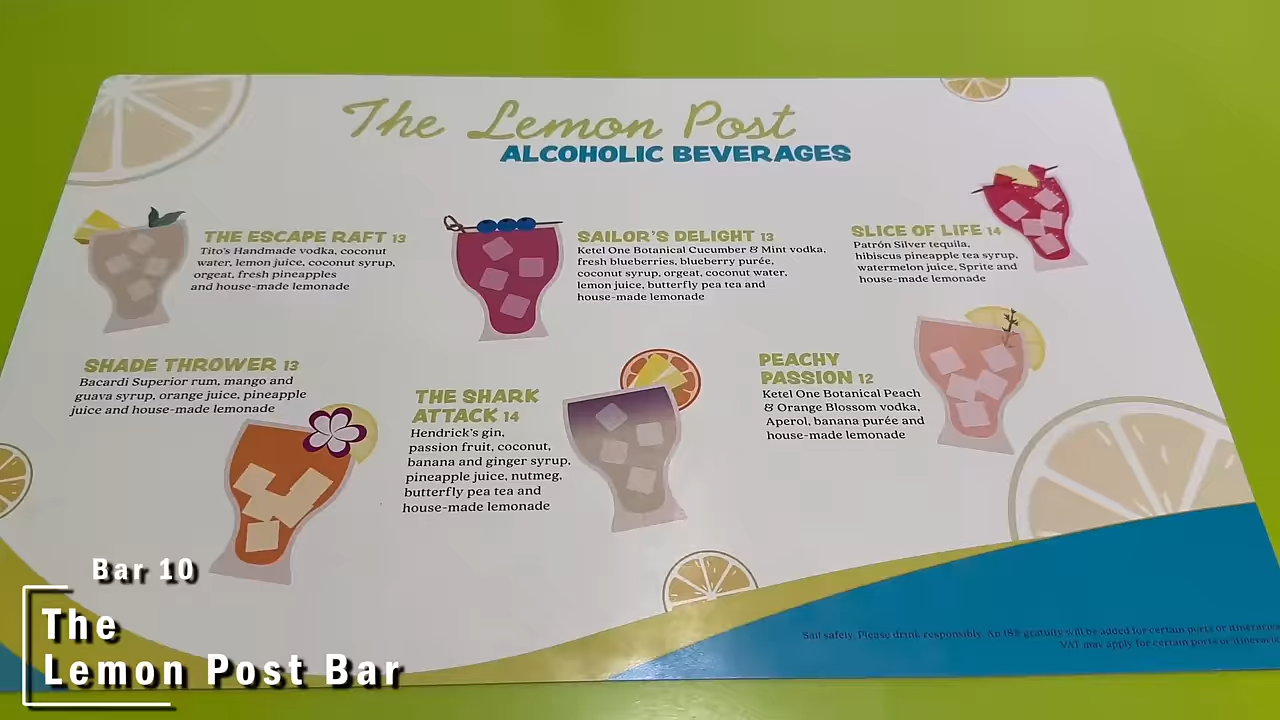 The Lemon Post
ALCOHOLIC BEVERAGES
THE ESCAPE RAFT 13
Tito's Handmade vodka, coconut
water, lemon juice, coconut syrup,
orgeat, fresh pineapples
and house-made lemonade
SAILOR'S DELIGHT 13
Ketel One Botanical Cucumber & Mint vodka,
fresh blueberries, blueberry purée,
coconut syrup, orgeat, coconut water,
lemon juice, butterfly pea tea and
house-made lemonade
SLICE OF LIFE 14
Patrón Silver tequila,
hibiscus pineapple tea syrup,
watermelon juice, Sprite and
house-made lemonade
SHADE THROWER 13
Bacardi Superior rum, mango and
guava syrup, orange juice, pineapple
juice and house-made lemonade
THE SHARK
ATTACK 14
Hendrick's gin,
passion fruit, coconut,
banana and ginger syrup,
pineapple juice, nutmeg,
butterfly pea tea and
house-made lemonade
PEACHY
PASSION 12
Ketel One Botanical Peach
& Orange Blossom vodka,
Aperol, banana purée and
house-made lemonade
Sail safely. Please drink responsibly. An 18% gratuity will be added for certain ports or
VAT may apply for certain ports or
Bar 10
The
Lemon Post Bar